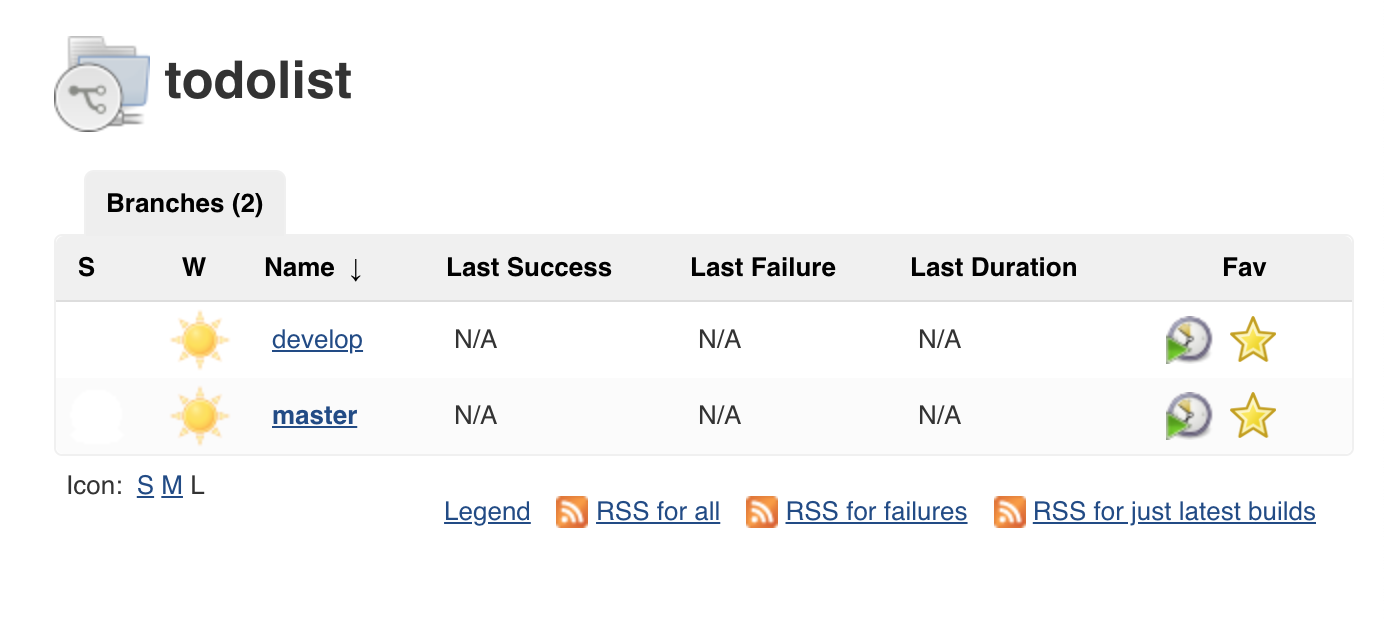 todolist
Branches (2)
S W Name ↓ Last Success Last Failure Last Duration Fav
develop N/A N/A N/A
master N/A N/A N/A
Icon: S M L
Legend RSS for all RSS for failures RSS for just latest builds